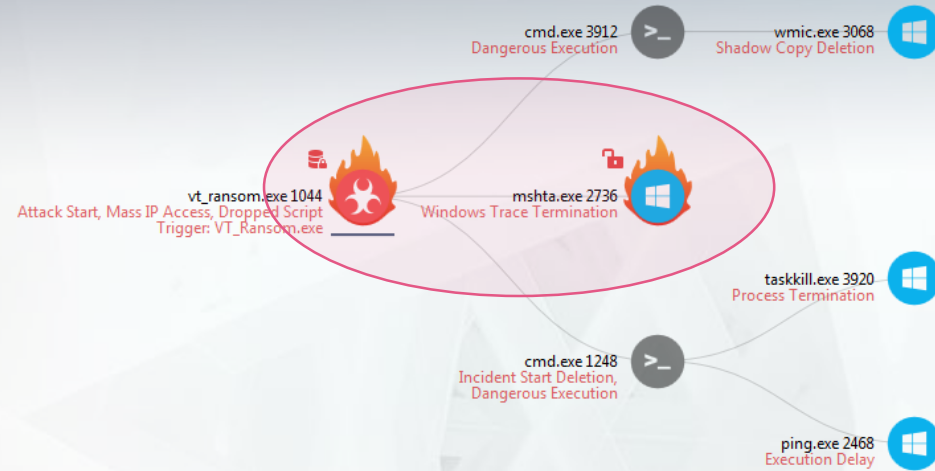 cmd.exe 3912
Dangerous Execution
>_
wmic.exe 3068
Shadow Copy Deletion
vt_ransom.exe 1044
Attack Start, Mass IP Access, Dropped Script
Trigger: VT_Ransom.exe
mshta.exe 2736
Windows Trace Termination
taskkill.exe 3920
Process Termination
cmd.exe 1248
Incident Start Deletion,
Dangerous Execution
>_
ping.exe 2468
Execution Delay